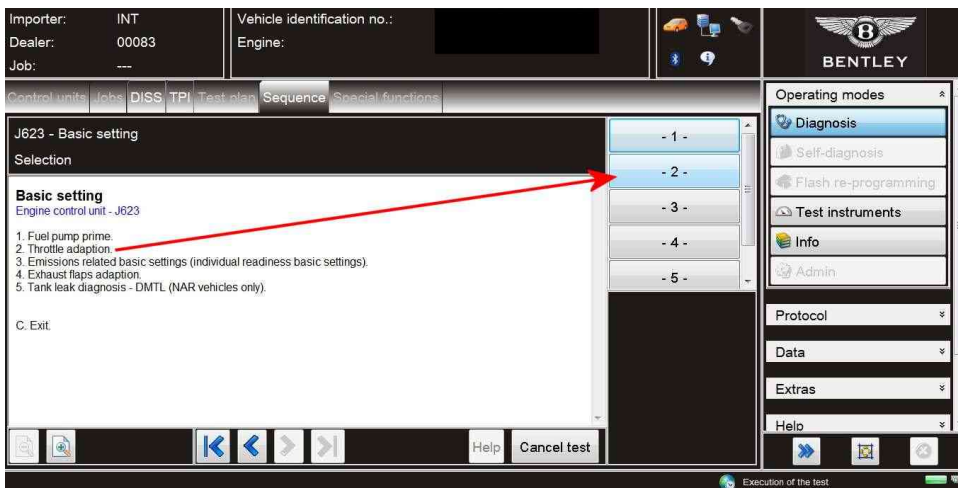 Importer: INT
Dealer: 00083
Job: ---
Vehicle identification no.:
Engine:
BENTLEY
Control units Jobs DISS TPI Test plan Sequence Special functions
J623 - Basic setting
Selection
Basic setting
Engine control unit - J623
1. Fuel pump prime.
2. Throttle adaption.
3. Emissions related basic settings (individual readiness basic settings).
4. Exhaust flaps adaption.
5. Tank leak diagnosis - DMTL (NAR vehicles only).
C. Exit.
- 1 -
- 2 -
- 3 -
- 4 -
- 5 -
Help Cancel test
Operating modes
Diagnosis
Self-diagnosis
Flash re-programming
Test instruments
Info
Admin
Protocol
Data
Extras
Help
Execution of the test